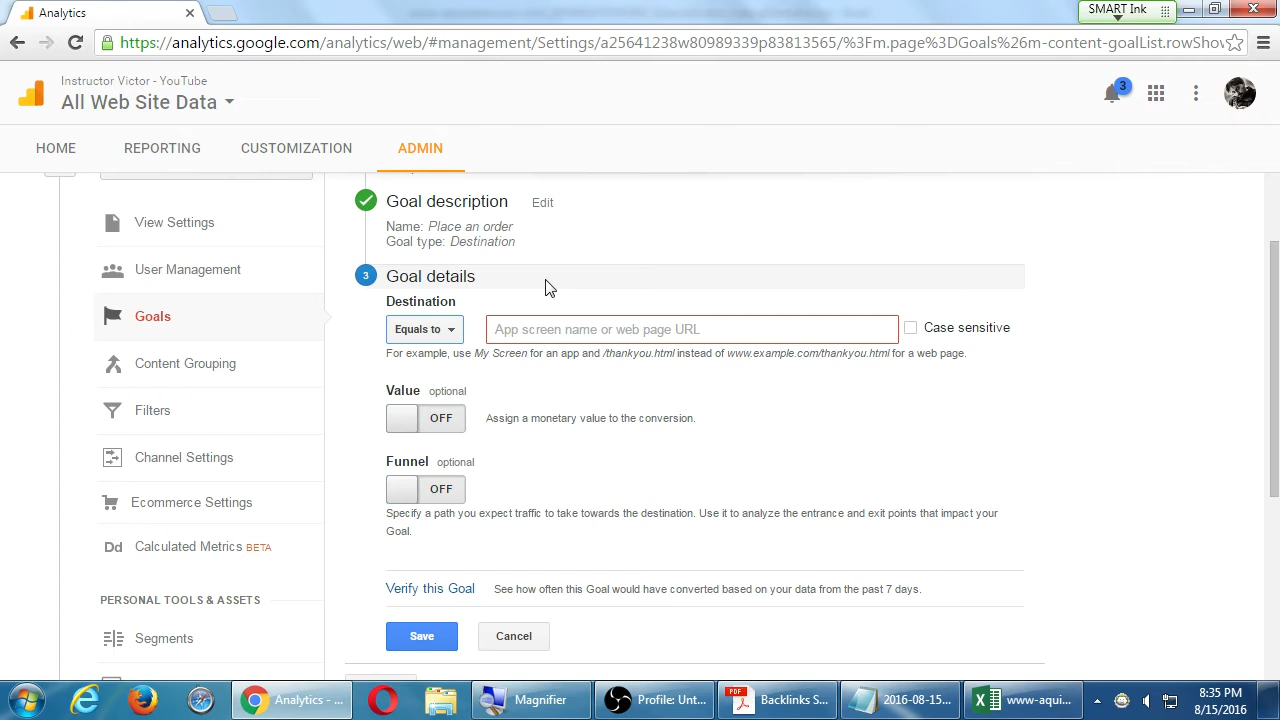 Analytics
SMART Ink
https://analytics.google.com/analytics/web/#management/Settings/a25641238w80989339p83813565/%3Fm.page%3DGoals%26m-content-goalList.rowShov
Instructor Victor - YouTube
All Web Site Data
3
HOME
REPORTING
CUSTOMIZATION
ADMIN
View Settings
User Management
Goals
Content Grouping
Filters
Channel Settings
Ecommerce Settings
Dd Calculated Metrics BETA
PERSONAL TOOLS & ASSETS
Segments
Goal description Edit
Name: Place an order
Goal type: Destination
3 Goal details
Destination
Equals to
App screen name or web page URL
Case sensitive
For example, use My Screen for an app and /thankyou.html instead of www.example.com/thankyou.html for a web page.
Value optional
OFF
Assign a monetary value to the conversion.
Funnel optional
OFF
Specify a path you expect traffic to take towards the destination. Use it to analyze the entrance and exit points that impact your
Goal.
Verify this Goal
See how often this Goal would have converted based on your data from the past 7 days.
Save
Cancel
Analytics - ...
Magnifier
Profile: Unt...
PDF
Backlinks S...
2016-08-15...
www-aqui...
8:35 PM
8/15/2016